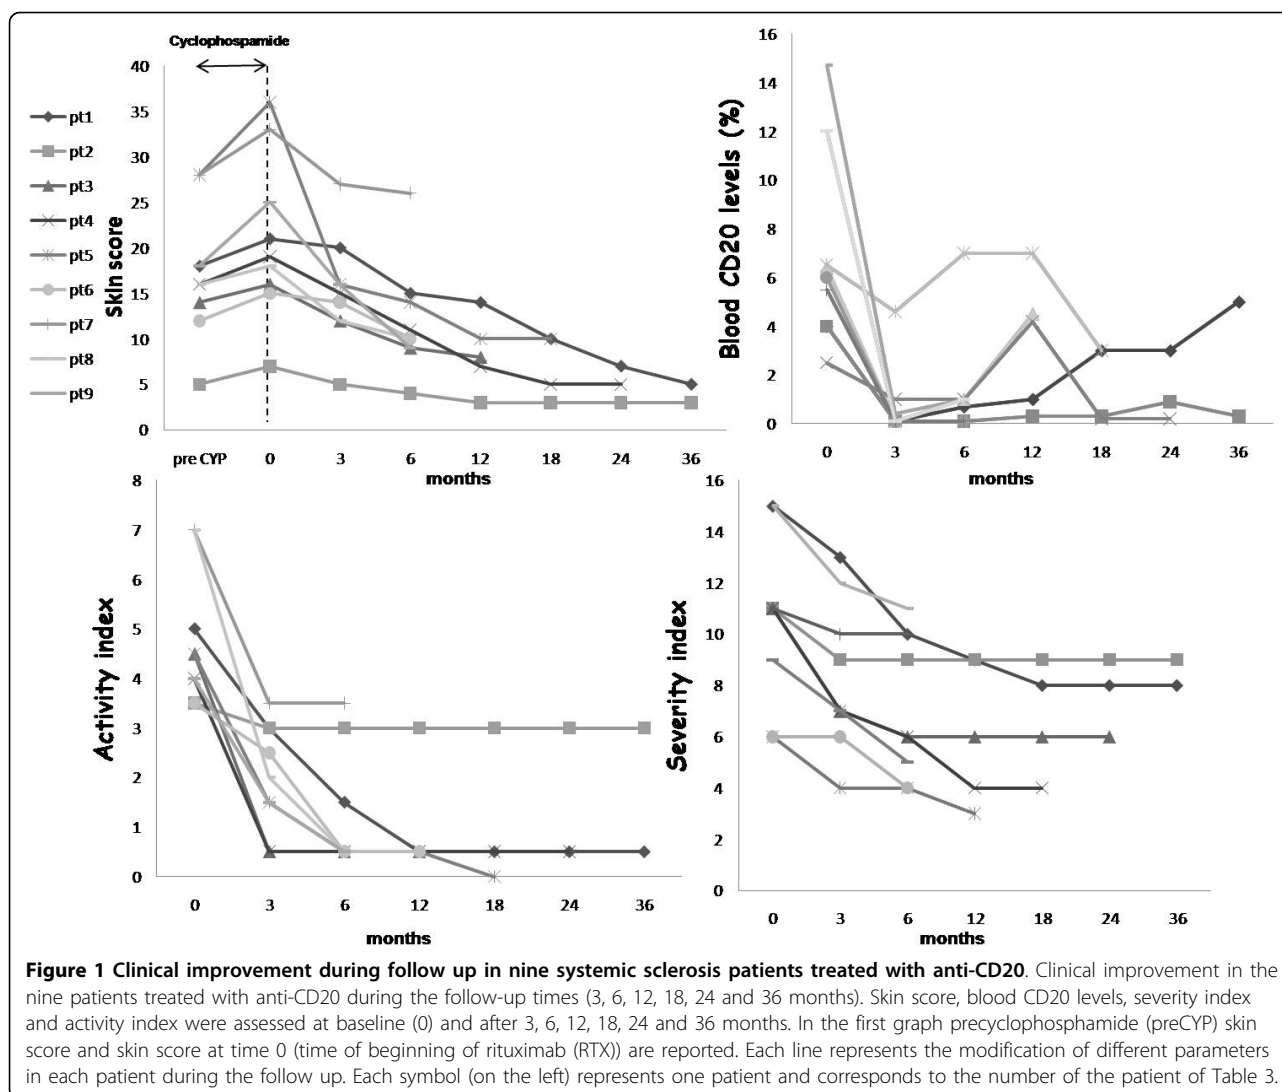 Cyclophospamide
pt1
pt2
pt3
pt4
pt5
pt6
pt7
pt8
pt9
Skin score
40
35
30
25
20
15
10
5
0
pre CYP 0 3 6 12 18 24 36
months
Blood CD20 levels (%)
16
14
12
10
8
6
4
2
0
0 3 6 12 18 24 36
months
Activity index
8
7
6
5
4
3
2
1
0
0 3 6 12 18 24 36
months
Severity index
16
14
12
10
8
6
4
2
0
0 3 6 12 18 24 36
months
Figure 1 Clinical improvement during follow up in nine systemic sclerosis patients treated with anti-CD20. Clinical improvement in the
nine patients treated with anti-CD20 during the follow-up times (3, 6, 12, 18, 24 and 36 months). Skin score, blood CD20 levels, severity index
and activity index were assessed at baseline (0) and after 3, 6, 12, 18, 24 and 36 months. In the first graph precyclophosphamide (preCYP) skin
score and skin score at time 0 (time of beginning of rituximab (RTX)) are reported. Each line represents the modification of different parameters
in each patient during the follow up. Each symbol (on the left) represents one patient and corresponds to the number of the patient of Table 3.